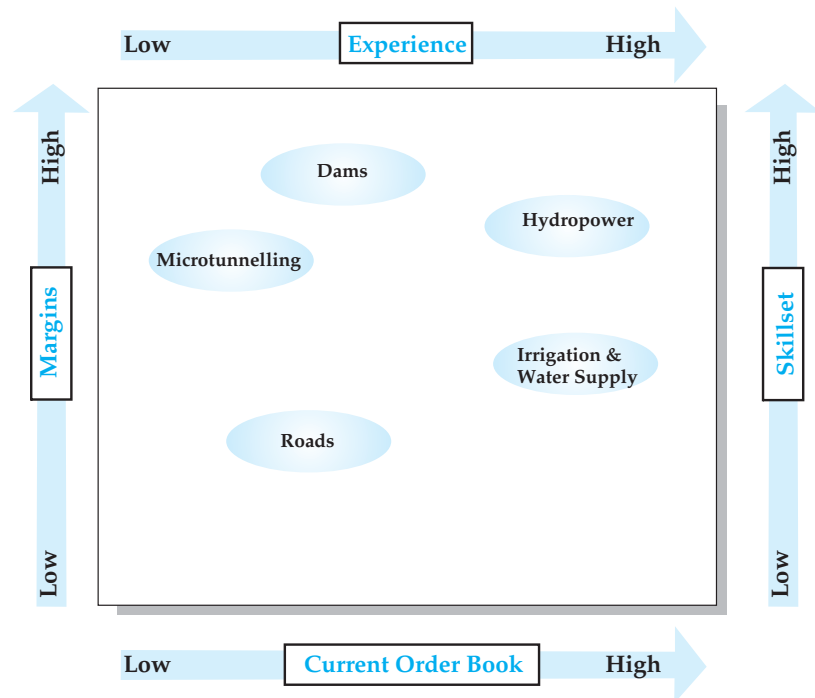 Low
Experience
High
High
Margins
Low
Dams
Hydropower
Microtunnelling
Irrigation &
Water Supply
Roads
High
Skillset
Low
Low
Current Order Book
High